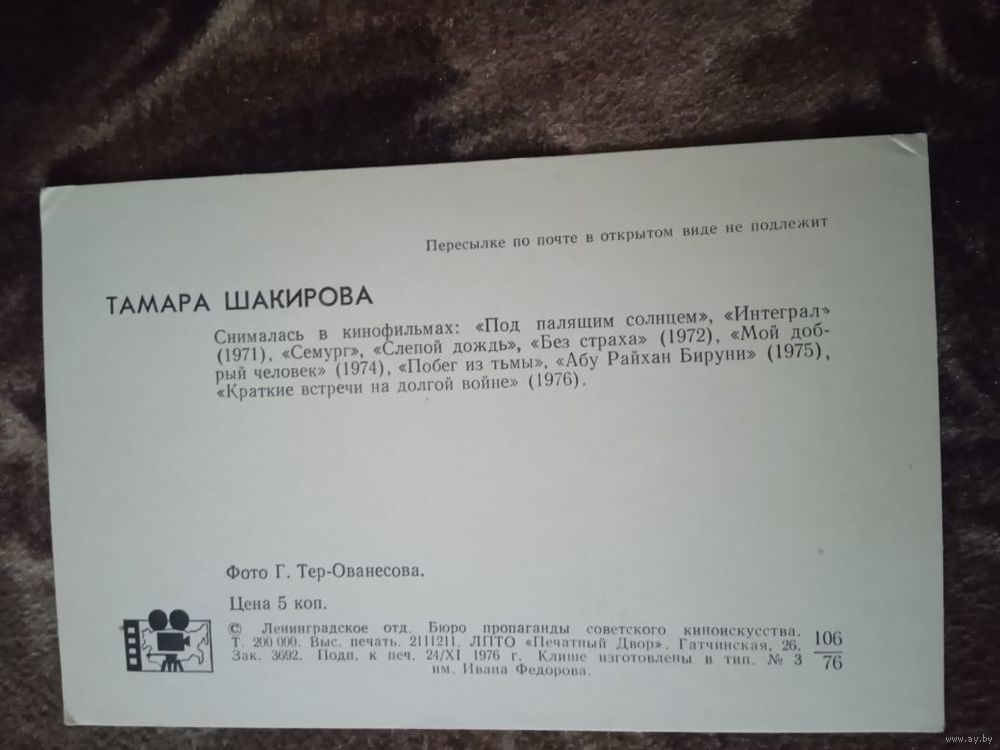 Пересылке по почте в открытом виде не подлежит
ТАМАРА ШАКИРОВА
Снималась в кинофильмах: «Под палящим солнцем», «Интеграл»
(1971), «Семург», «Слепой дождь», «Без страха» (1972), «Мой доб-
рый человек» (1974), «Побег из тьмы», «Абу Райхан Бируни» (1975),
«Краткие встречи на долгой войне» (1976).
Фото Г. Тер-Ованесова.
Цена 5 коп.
© Ленинградское отд. Бюро пропаганды советского киноискусства.
Т. 200 000. Выс. печать. 2111211. ЛПТО «Печатный Двор». Гатчинская, 26.
Зак. 3692. Подп. к печ. 24/XI 1976 г. Клише изготовлены в тип. № 3
им. Ивана Федорова.
106
76
www.ay.by